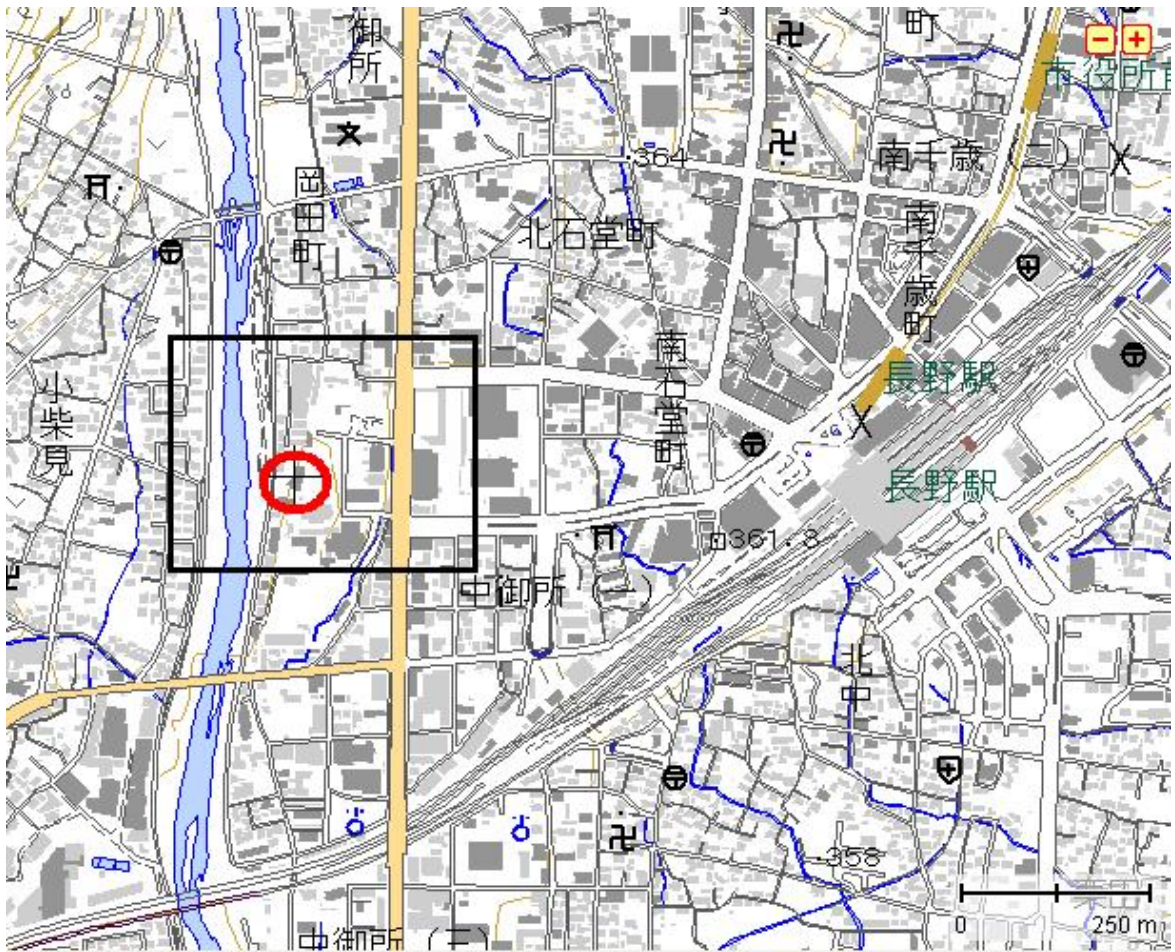 御所
町
市役所
364
南千歳
(二)
岡田町
南千歳町
北石堂町
南石堂町
長野駅
小柴見
長野駅
361.3
中御所(一)
北中
358
0
250 m
中御所(三)